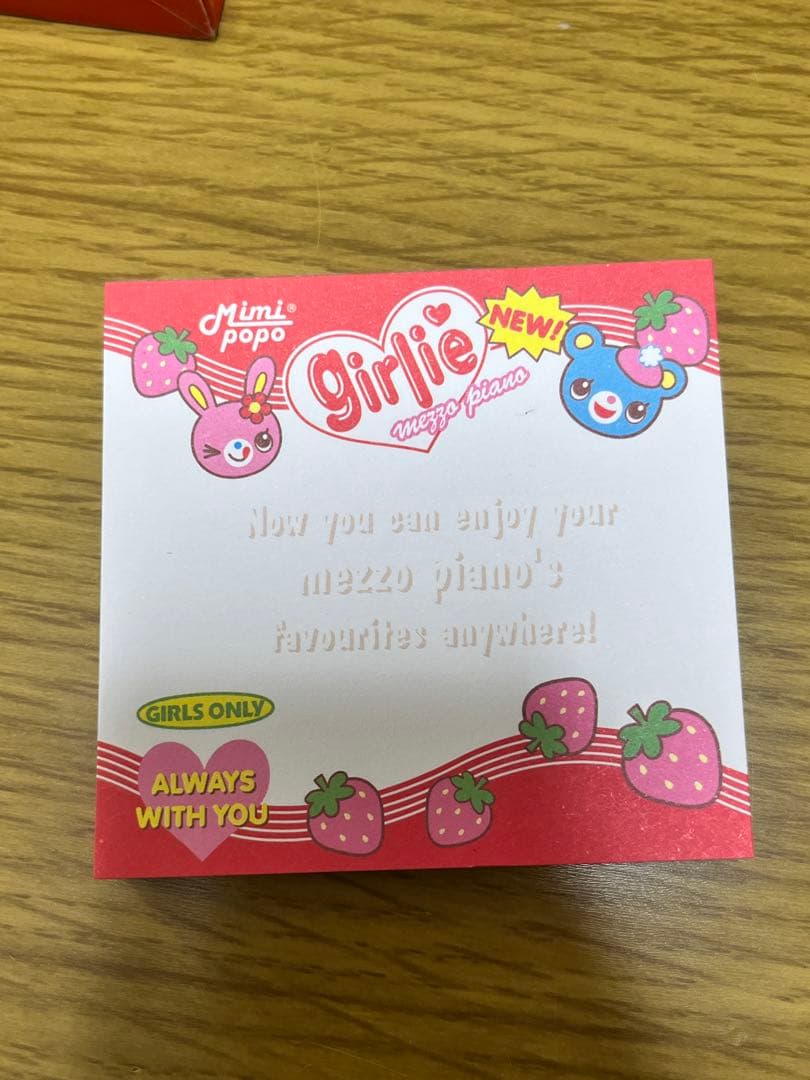 Mimi®
popo
girlie
mezzo piano
NEW!
Now you can enjoy your
mezzo piano's
favourites anywhere!
GIRLS ONLY
ALWAYS
WITH YOU